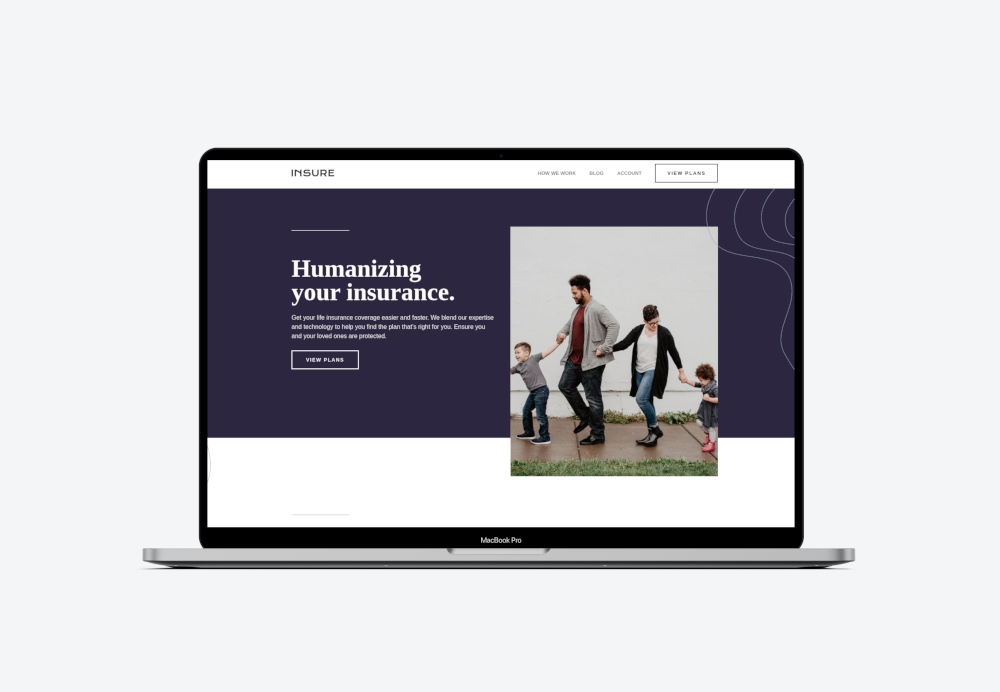 INSURE
HOW WE WORK BLOG ACCOUNT VIEW PLANS
Humanizing
your insurance.
Get your life insurance coverage easier and faster. We blend our expertise
and technology to help you find the plan that's right for you. Ensure you
and your loved ones are protected.
VIEW PLANS
MacBook Pro